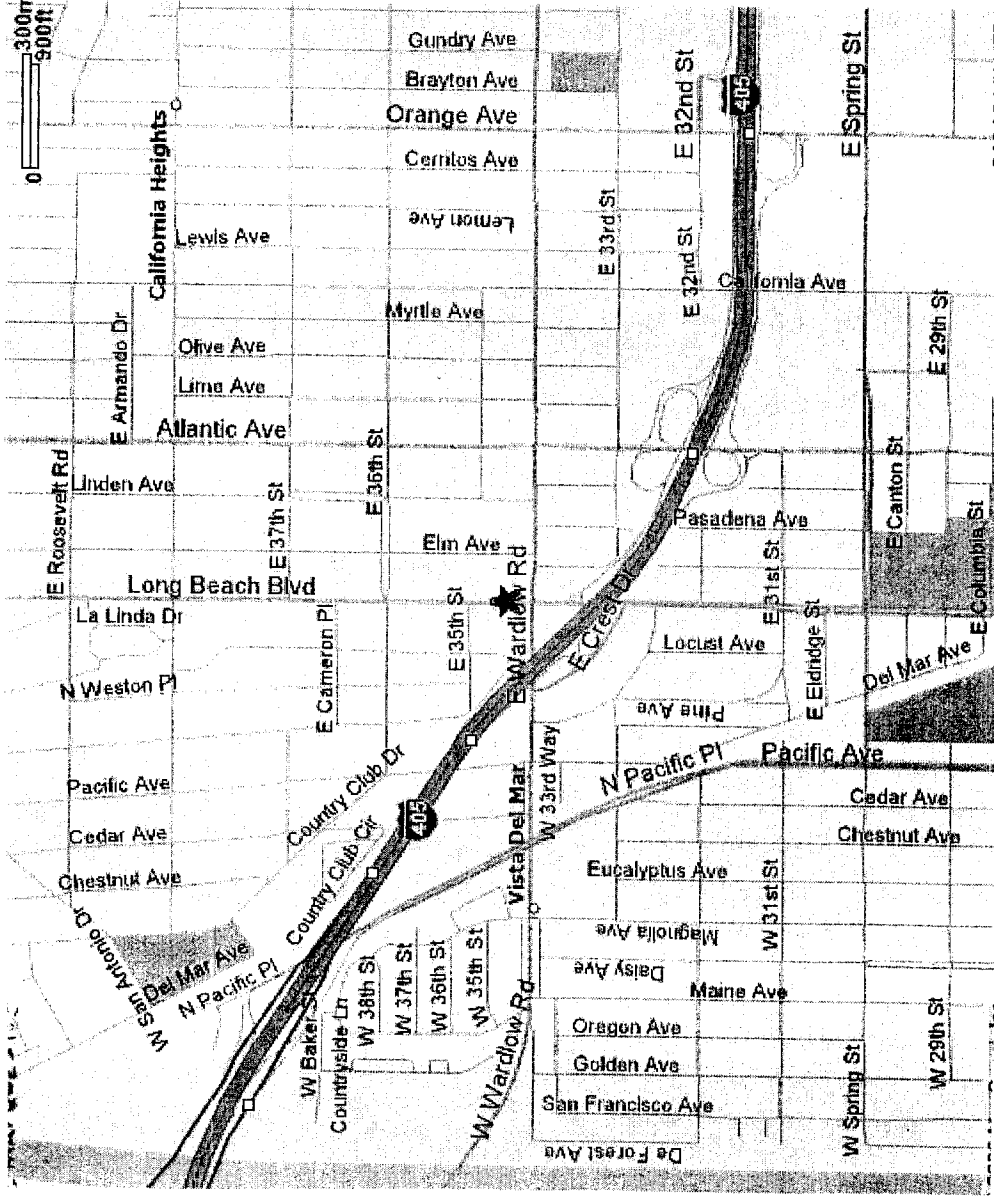 0
300m
900ft
Gundry Ave
Brayton Ave
Orange Ave
Cerritos Ave
Lemon Ave
California Heights
Lewis Ave
Myrtle Ave
Olive Ave
Lime Ave
E Armando Dr
Atlantic Ave
Linden Ave
E Roosevelt Rd
E 37th St
E 36th St
Elm Ave
Long Beach Blvd
La Linda Dr
N Weston Pl
E Cameron Pl
E 35th St
E Wardlow Rd
E Crest Dr
E 33rd St
E 32nd St
E 32nd St
405
E Spring St
California Ave
E 29th St
E Canton St
Pasadena Ave
E 31st St
E Columbia St
Locust Ave
E Eldridge St
Del Mar Ave
Pine Ave
Pacific Ave
N Pacific Pl
W 33rd Way
Vista Del Mar
Cedar Ave
Chestnut Ave
Eucalyptus Ave
W 31st St
Magnolia Ave
Daisy Ave
Maine Ave
Oregon Ave
Golden Ave
San Francisco Ave
De Forest Ave
W Spring St
W 29th St
Pacific Ave
Cedar Ave
Chestnut Ave
Country Club Dr
Country Club Cir
405
W San Antonio Dr
Del Mar Ave
N Pacific Pl
W Baker St
Countryside Ln
W 38th St
W 37th St
W 36th St
W 35th St
W Wardlow Rd